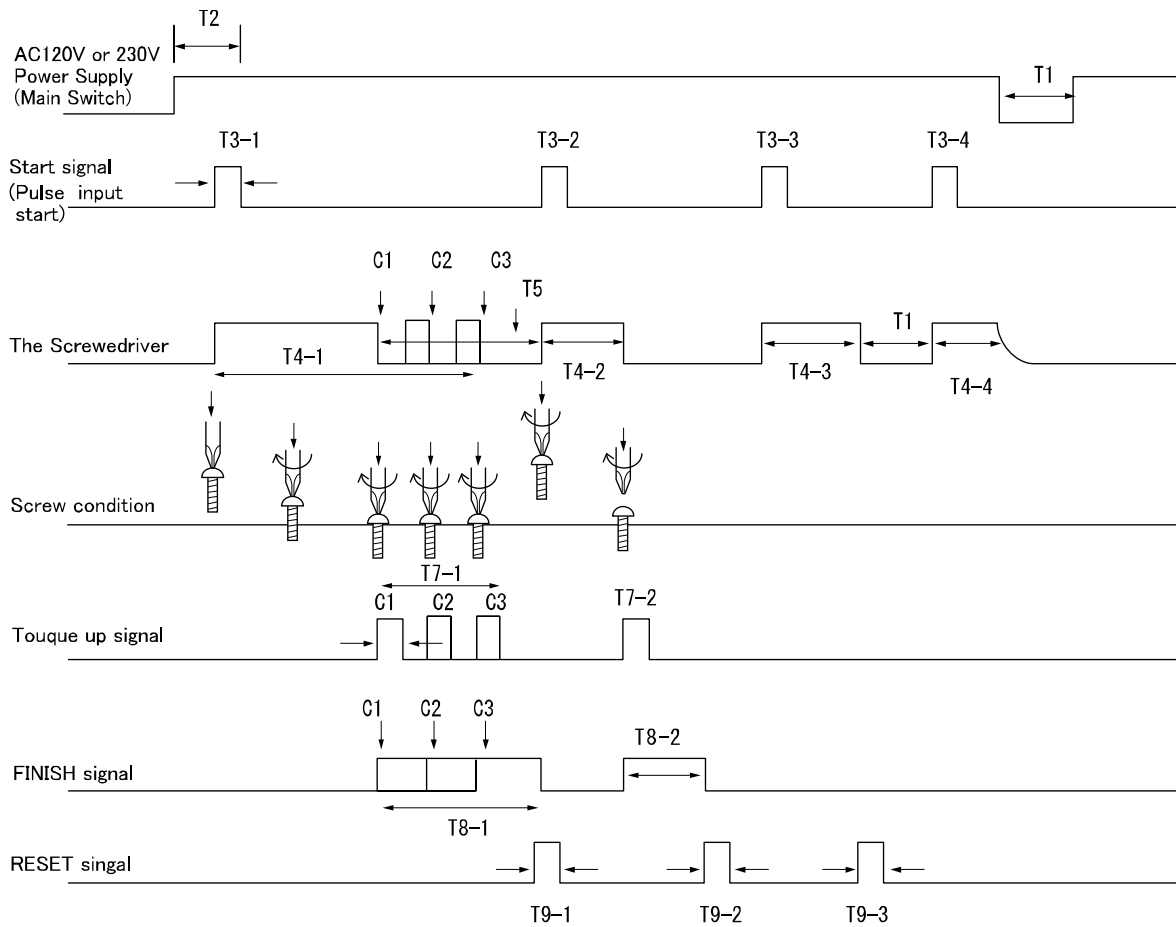 T2
AC120V or 230V
Power Supply
(Main Switch)
T1
T3-1
T3-2
T3-3
T3-4
Start signal
(Pulse input
start)
C1
C2
C3
T5
T1
The Screwedriver
T4-1
T4-2
T4-3
T4-4
Screw condition
T7-1
C1
C2
C3
T7-2
Touque up signal
C1
C2
C3
T8-2
FINISH signal
T8-1
RESET singal
T9-1
T9-2
T9-3